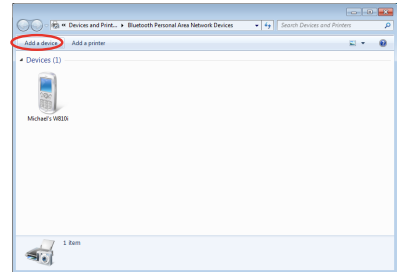 « Devices and Print... ▸ Bluetooth Personal Area Network Devices
Search Devices and Printers
Add a device
Add a printer
Devices (1)
Michael's W810i
1 item